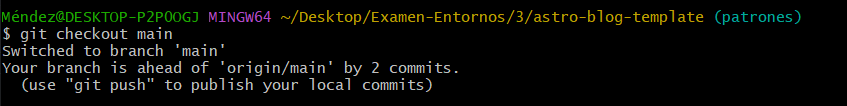 Méndez@DESKTOP-P2POOGJ MINGW64 ~/Desktop/Examen-Entornos/3/astro-blog-template (patrones)
$ git checkout main
Switched to branch 'main'
Your branch is ahead of 'origin/main' by 2 commits.
  (use "git push" to publish your local commits)